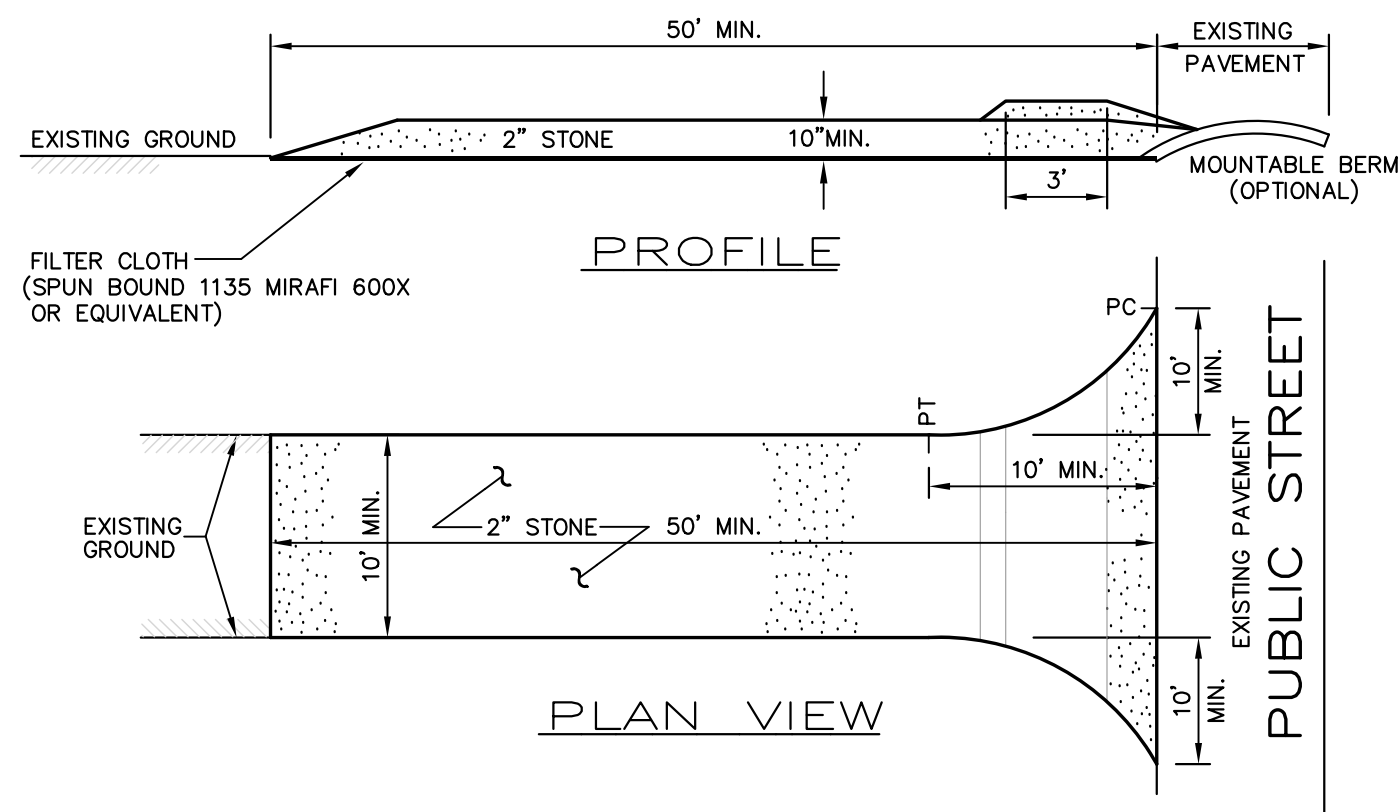 50' MIN.
EXISTING
PAVEMENT
EXISTING GROUND
2" STONE
10"MIN.
MOUNTABLE BERM
(OPTIONAL)
3'
PROFILE
FILTER CLOTH
(SPUN BOUND 1135 MIRAFI 600X
OR EQUIVALENT)
PC
10'
MIN.
PT
10' MIN.
EXISTING
GROUND
10' MIN.
2" STONE
50' MIN.
EXISTING PAVEMENT
PUBLIC STREET
10'
MIN.
PLAN VIEW